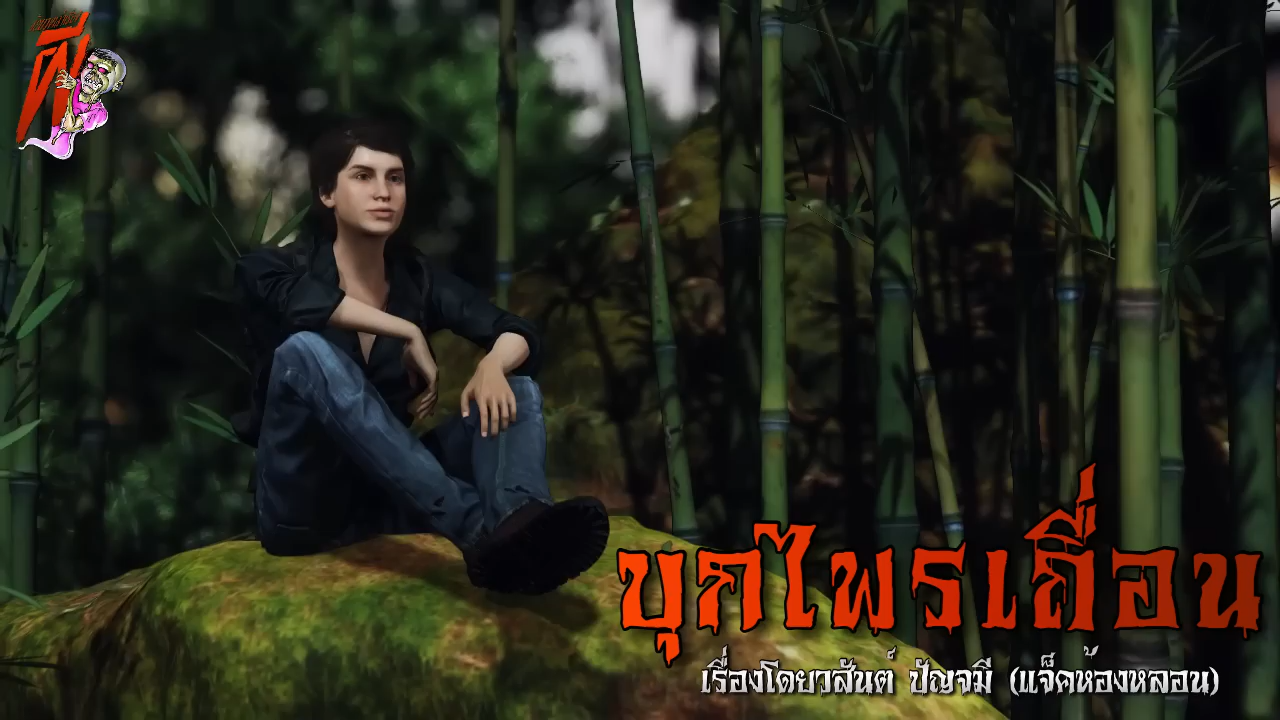 ผี
บุกไพรเถื่อน
เรื่องโดยวสันต์ ปัญจมี (แจ็คห้องหลอน)